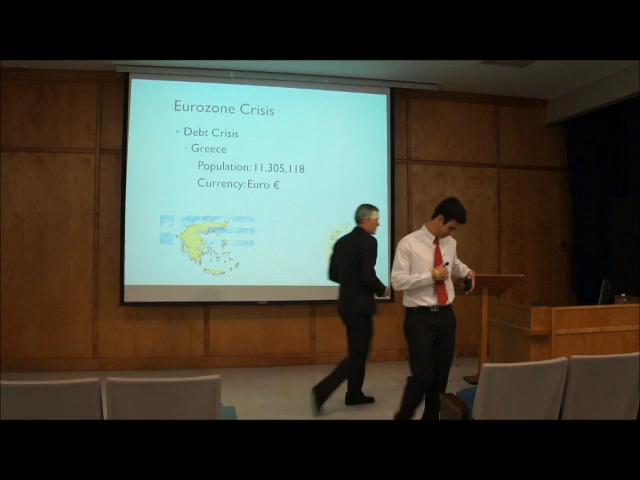 Eurozone Crisis
Debt Crisis
Greece
Population: 11,305,118
Currency: Euro €